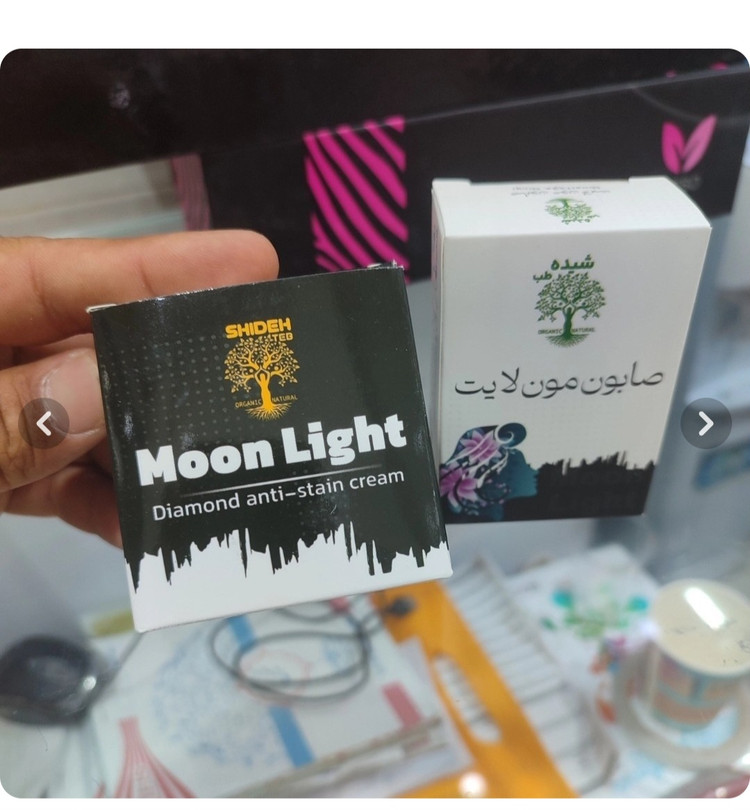 SHIDEH
TEB
ORGANIC NATURAL
Moon Light
Diamond anti-stain cream
شیده
طب
ORGANIC NATURAL
صابون مون لایت